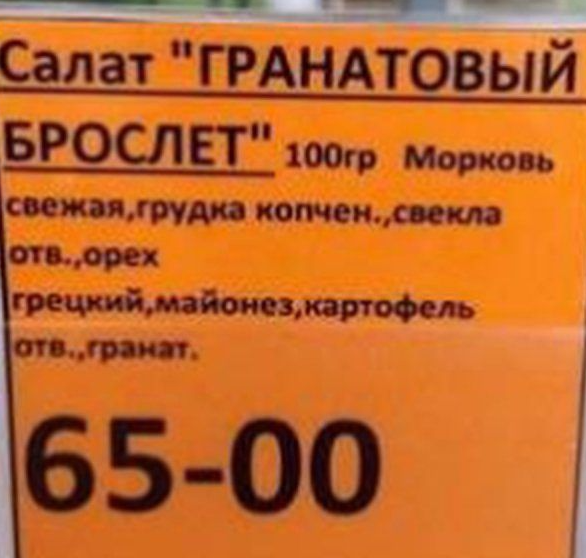 Салат "ГРАНАТОВЫЙ
БРОСЛЕТ" 100гр Морковь
свежая,грудка копчен.,свекла
отв.,орех
грецкий,майонез,картофель
отв.,гранат.
65-00